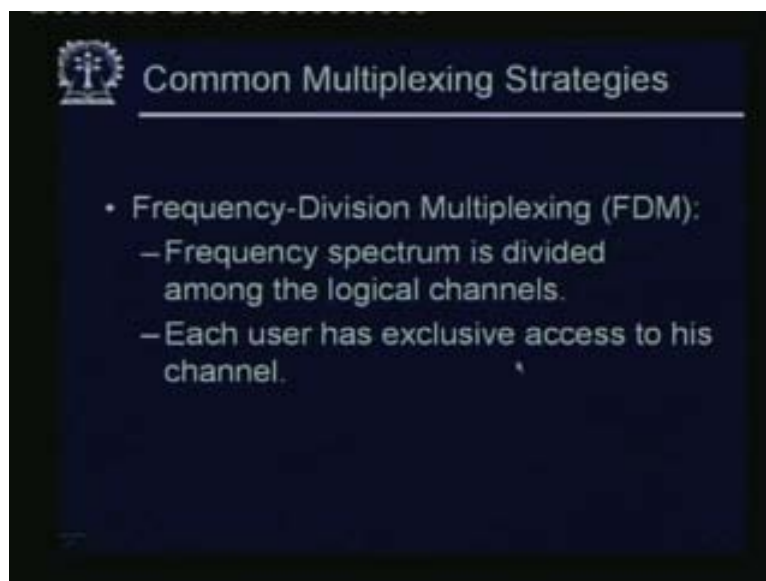 Common Multiplexing Strategies
• Frequency-Division Multiplexing (FDM):
–Frequency spectrum is divided
among the logical channels.
–Each user has exclusive access to his
channel.